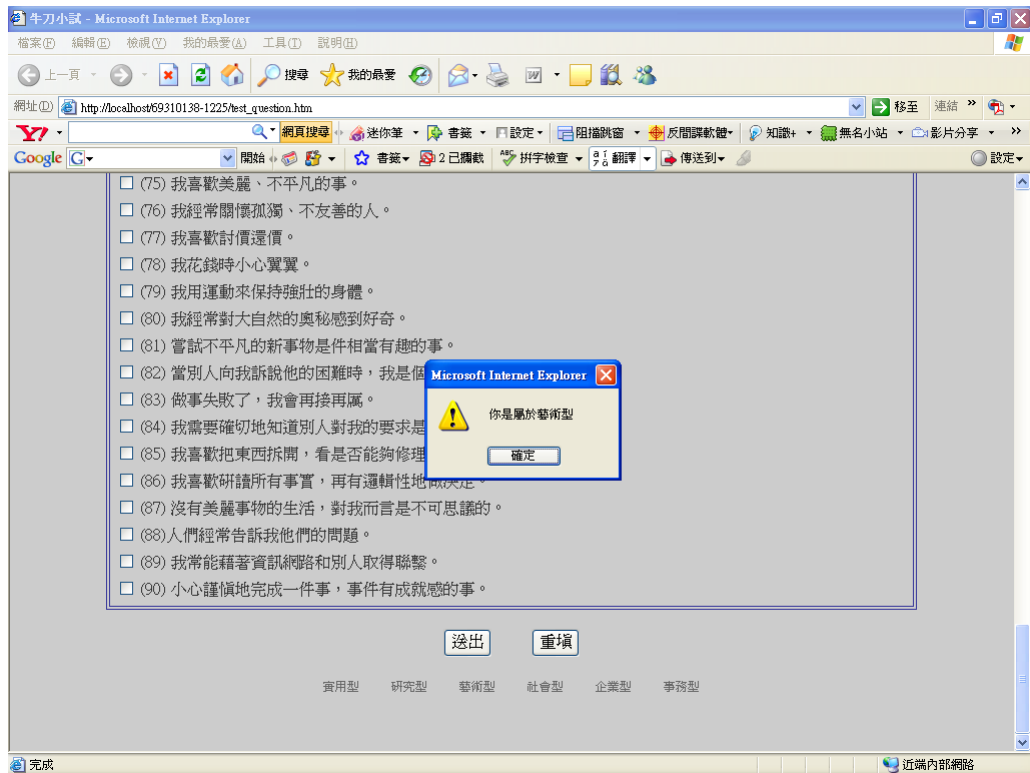 牛刀小試 - Microsoft Internet Explorer
檔案(F) 編輯(E) 檢視(V) 我的最愛(A) 工具(T) 說明(H)
上一頁 搜尋 我的最愛
網址(D) http://localhost/69310138-1225/test_question.htm 移至 連結 »
Y7 網頁搜尋 迷你筆 書籤 設定 阻擋跳窗 反間諜軟體 知識+ 無名小站 影片分享 »
Google G 開始 書籤 2 已攔截 拼字檢查 翻譯 傳送到 設定
(75) 我喜歡美麗、不平凡的事。
(76) 我經常關懷孤獨、不友善的人。
(77) 我喜歡討價還價。
(78) 我花錢時小心翼翼。
(79) 我用運動來保持強壯的身體。
(80) 我經常對大自然的奧秘感到好奇。
(81) 嘗試不平凡的新事物是件相當有趣的事。
(82) 當別人向我訴說他的困難時，我是個
(83) 做事失敗了，我會再接再厲。
(84) 我需要確切地知道別人對我的要求是
(85) 我喜歡把東西拆開，看是否能夠修理
(86) 我喜歡研讀所有事實，再有邏輯性地做決定。
(87) 沒有美麗事物的生活，對我而言是不可思議的。
(88)人們經常告訴我他們的問題。
(89) 我常能藉著資訊網路和別人取得聯繫。
(90) 小心謹慎地完成一件事，事件有成就感的事。
Microsoft Internet Explorer
你是屬於藝術型
確定
送出 重填
實用型 研究型 藝術型 社會型 企業型 事務型
完成 近端內部網路